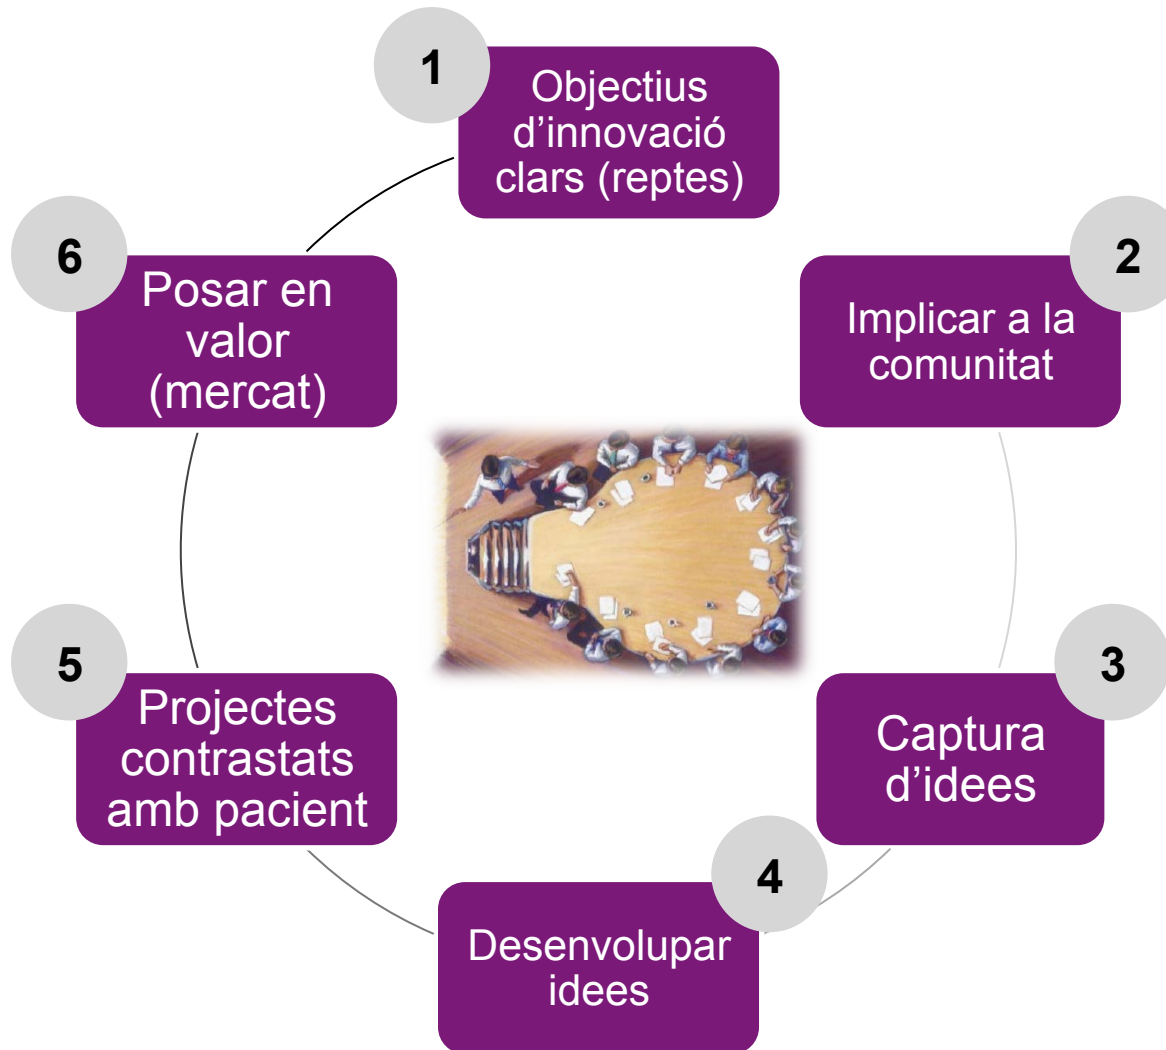 1
Objectius
d’innovació
clars (reptes)
2
Implicar a la
comunitat
3
Captura
d’idees
4
Desenvolupar
idees
5
Projectes
contrastats
amb pacient
6
Posar en
valor
(mercat)